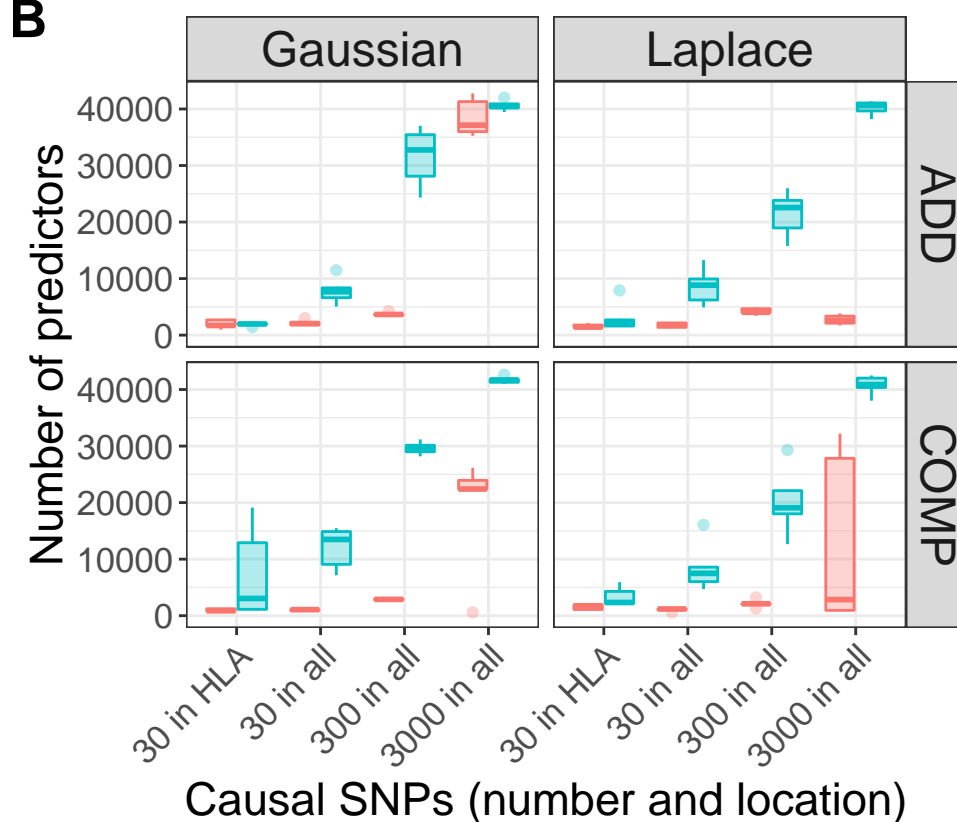 B
Gaussian
Laplace
Number of predictors
40000
30000
20000
10000
0
ADD
40000
30000
20000
10000
0
COMP
30 in HLA
30 in all
300 in all
3000 in all
30 in HLA
30 in all
300 in all
3000 in all
Causal SNPs (number and location)